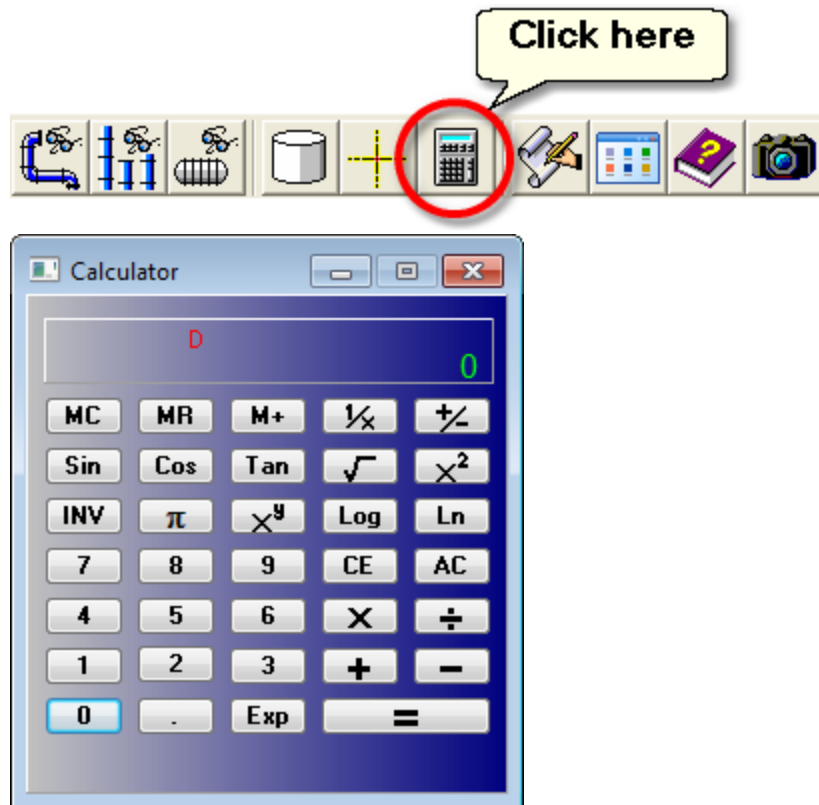 Click here
?
Calculator
D
0
MC MR M+ 1/x +/-
Sin Cos Tan √ x²
INV π xʸ Log Ln
7 8 9 CE AC
4 5 6 × ÷
1 2 3 + −
0 . Exp =